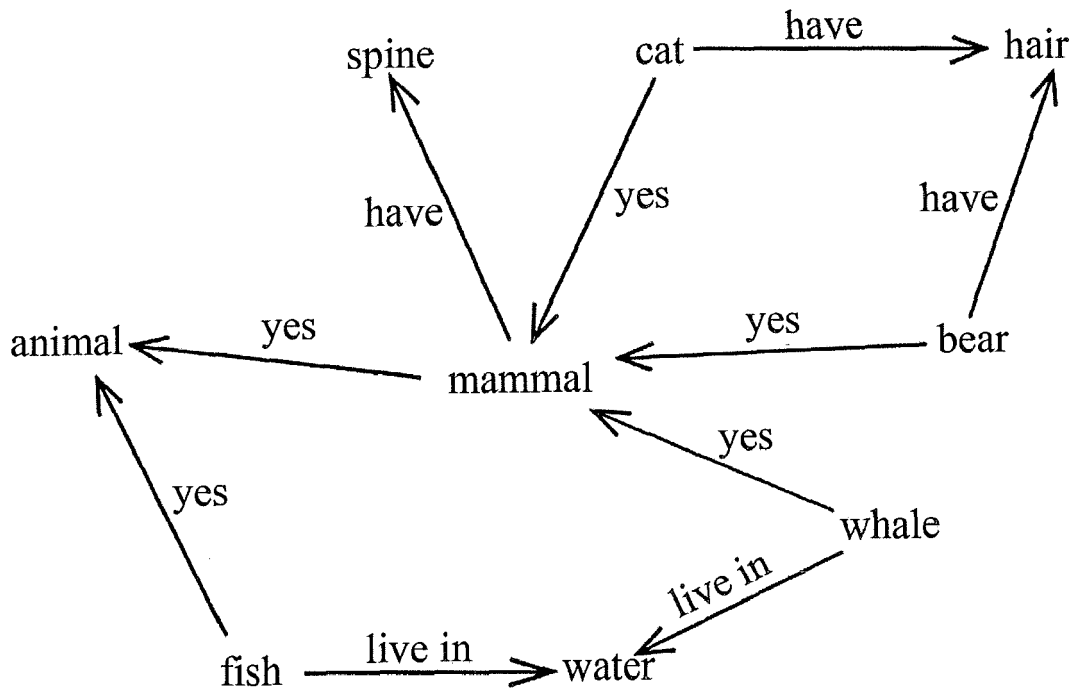 spine
cat
have
hair
have
yes
have
animal
yes
mammal
yes
bear
yes
yes
whale
live in
fish
live in
water